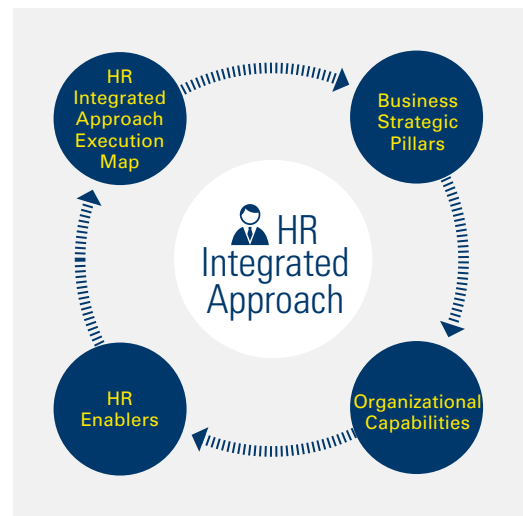 HR
Integrated
Approach
Execution
Map
Business
Strategic
Pillars
HR
Integrated
Approach
HR
Enablers
Organizational
Capabilities